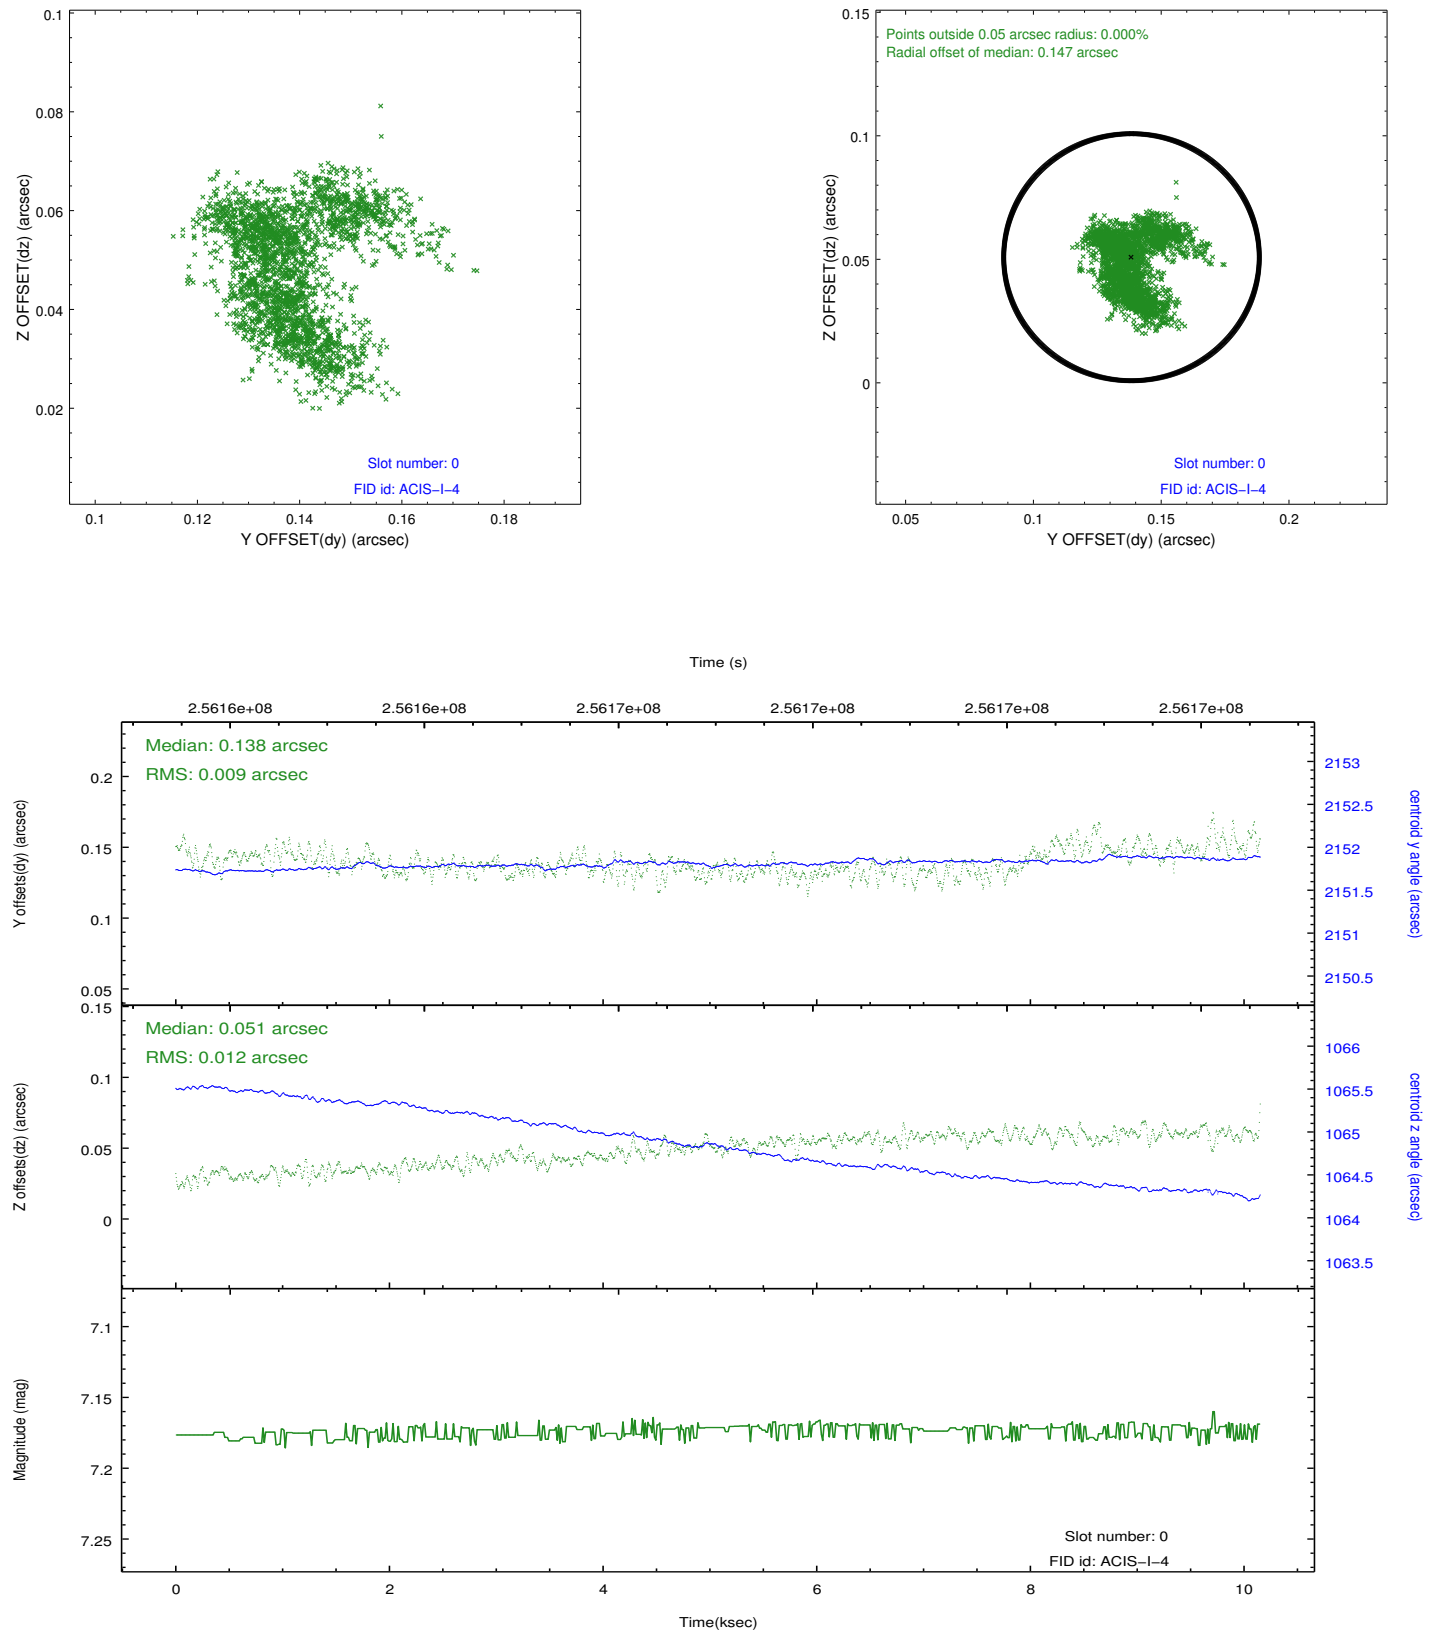 0.1
0.08
0.06
0.04
0.02
Z OFFSET(dz) (arcsec)
Slot number: 0
FID id: ACIS−I−4
0.1 0.12 0.14 0.16 0.18
Y OFFSET(dy) (arcsec)
0.15
0.1
0.05
0
Z OFFSET(dz) (arcsec)
Points outside 0.05 arcsec radius: 0.000%
Radial offset of median: 0.147 arcsec
Slot number: 0
FID id: ACIS−I−4
0.05 0.1 0.15 0.2
Y OFFSET(dy) (arcsec)
Time (s)
2.5616e+08 2.5616e+08 2.5617e+08 2.5617e+08 2.5617e+08 2.5617e+08
Median: 0.138 arcsec
RMS: 0.009 arcsec
0.2
0.15
0.1
0.05
Y offsets(dy) (arcsec)
2153
2152.5
2152
2151.5
2151
2150.5
centroid y angle (arcsec)
Median: 0.051 arcsec
RMS: 0.012 arcsec
0.15
0.1
0.05
0
Z offsets(dz) (arcsec)
1066
1065.5
1065
1064.5
1064
1063.5
centroid z angle (arcsec)
7.1
7.15
7.2
7.25
Magnitude (mag)
Slot number: 0
FID id: ACIS−I−4
0 2 4 6 8 10
Time(ksec)